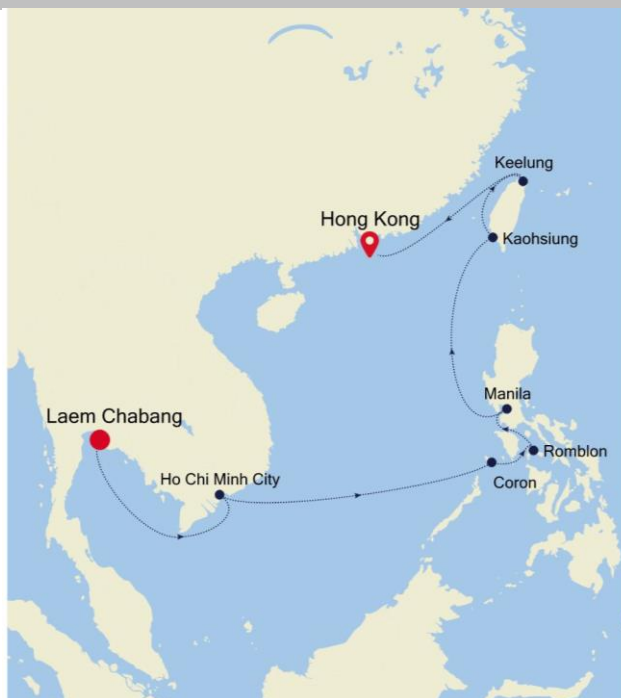 Keelung
Hong Kong
Kaohsiung
Manila
Laem Chabang
Romblon
Ho Chi Minh City
Coron